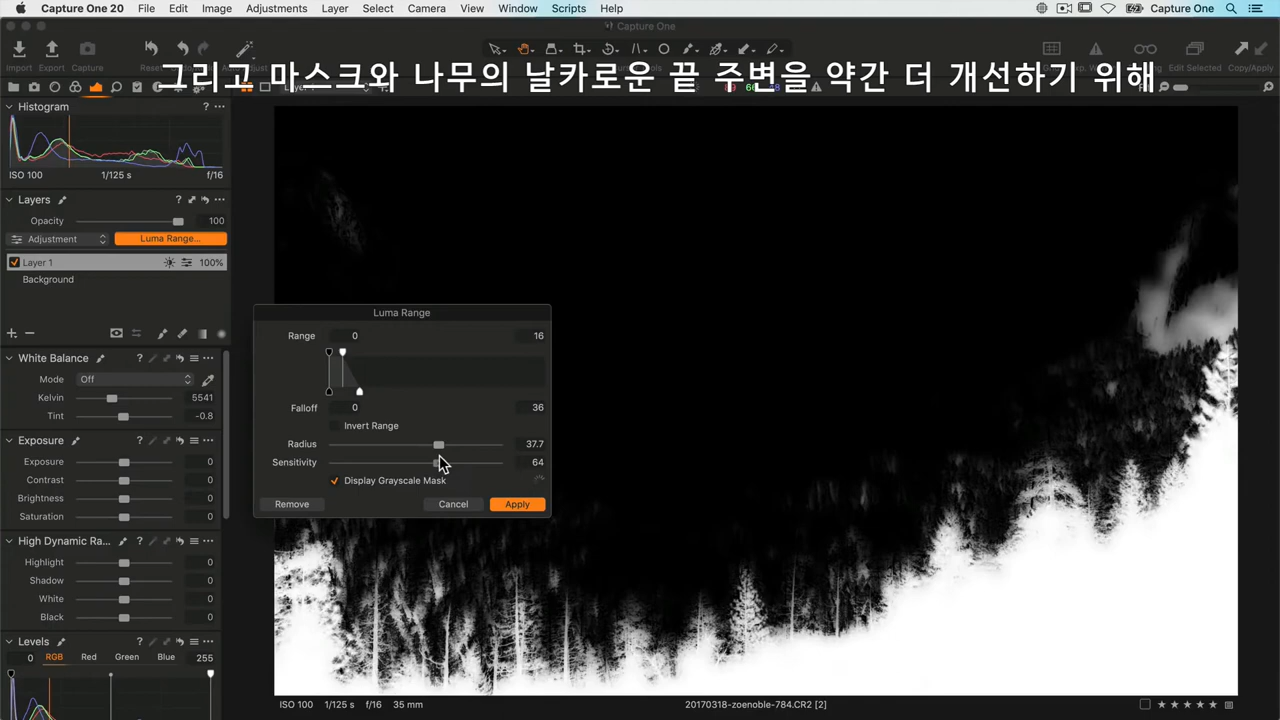 Capture One 20 File Edit Image Adjustments Layer Select Camera View Window Scripts Help Capture One
Capture One
Import Export Capture Reset Edit Selected Copy/Apply
그리고 마스크와 나무의 날카로운 끝 주변을 약간 더 개선하기 위해
Histogram ?
ISO 100 1/125 s f/16
Layers ?
Opacity 100
Adjustment Luma Range...
Layer 1 100%
Background
Luma Range
Range 0 16
Falloff 0 36
Invert Range
Radius 37.7
Sensitivity 64
Display Grayscale Mask
Remove Cancel Apply
White Balance ?
Mode Off
Kelvin 5541
Tint -0.8
Exposure ?
Exposure 0
Contrast 0
Brightness 0
Saturation 0
High Dynamic Ra... ?
Highlight 0
Shadow 0
White 0
Black 0
Levels ?
0 RGB Red Green Blue 255
ISO 100 1/125 s f/16 35 mm 20170318-zoenoble-784.CR2 [2]